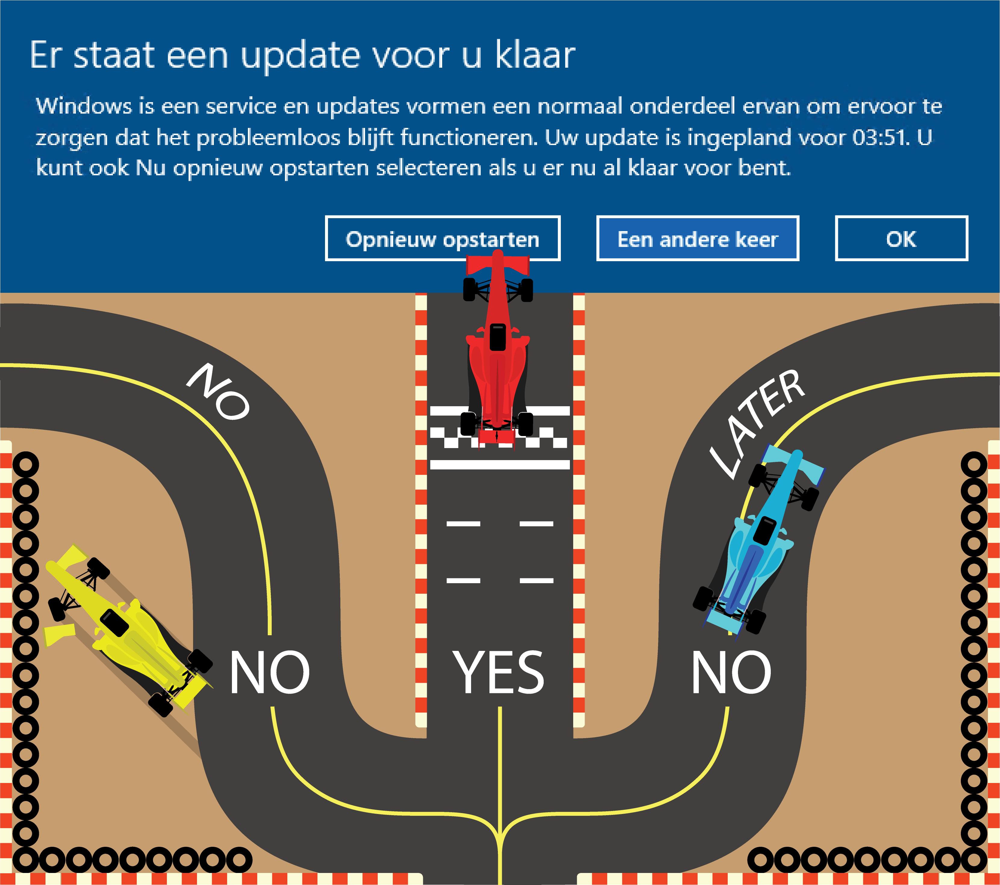 Er staat een update voor u klaar
Windows is een service en updates vormen een normaal onderdeel ervan om ervoor te
zorgen dat het probleemloos blijft functioneren. Uw update is ingepland voor 03:51. U
kunt ook Nu opnieuw opstarten selecteren als u er nu al klaar voor bent.
Opnieuw opstarten
Een andere keer
OK
NO
LATER
NO
YES
NO